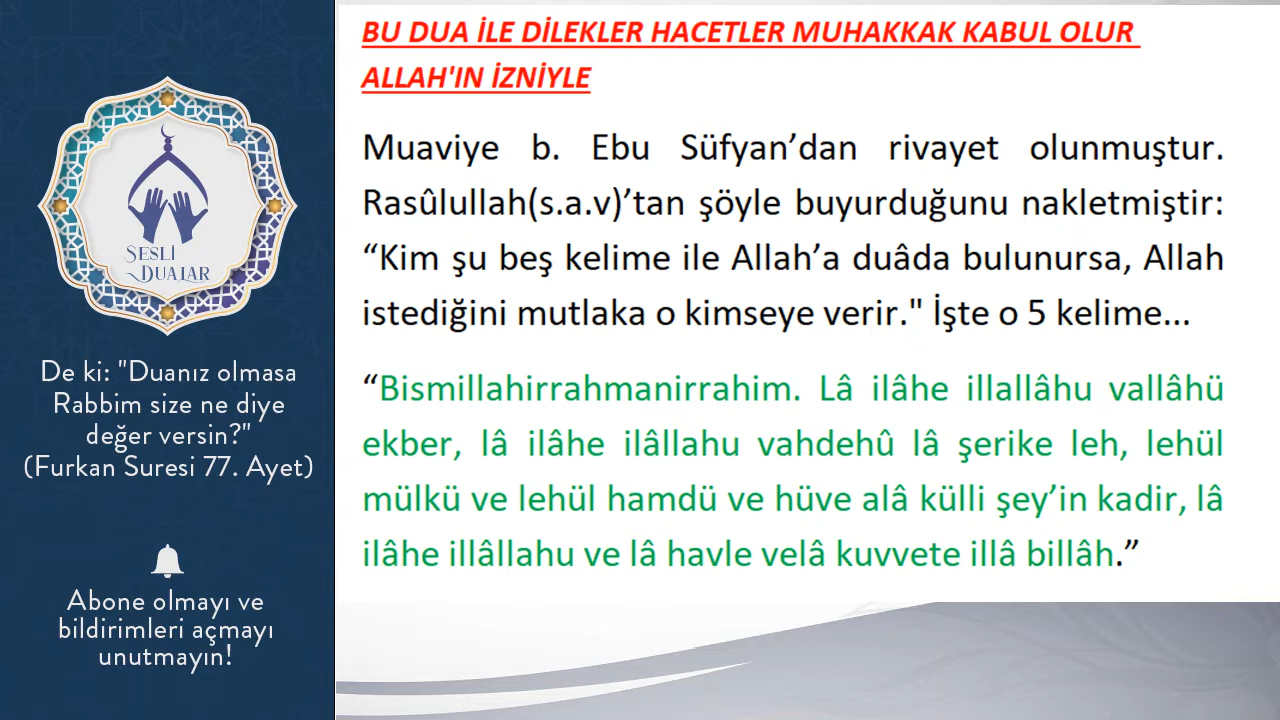 SESLİ
DUALAR
De ki: "Duanız olmasa
Rabbim size ne diye
değer versin?"
(Furkan Suresi 77. Ayet)
Abone olmayı ve
bildirimleri açmayı
unutmayın!
BU DUA İLE DİLEKLER HACETLER MUHAKKAK KABUL OLUR
ALLAH'IN İZNİYLE
Muaviye b. Ebu Süfyan’dan rivayet olunmuştur.
Rasûlullah(s.a.v)’tan şöyle buyurduğunu nakletmiştir:
“Kim şu beş kelime ile Allah’a duâda bulunursa, Allah
istediğini mutlaka o kimseye verir." İşte o 5 kelime...
“Bismillahirrahmanirrahim. Lâ ilâhe illallâhu vallâhü
ekber, lâ ilâhe ilâllahu vahdehû lâ şerike leh, lehül
mülkü ve lehül hamdü ve hüve alâ külli şey’in kadir, lâ
ilâhe illâllahu ve lâ havle velâ kuvvete illâ billâh.”